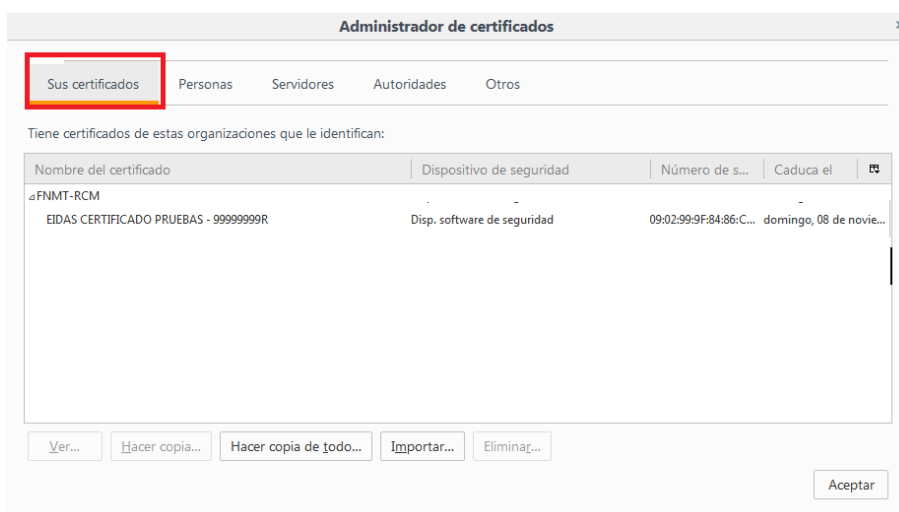 Administrador de certificados
Sus certificados Personas Servidores Autoridades Otros
Tiene certificados de estas organizaciones que le identifican:
Nombre del certificado Dispositivo de seguridad Número de s... Caduca el
FNMT-RCM
EIDAS CERTIFICADO PRUEBAS - 99999999R Disp. software de seguridad 09:02:99:9F:84:86:C... domingo, 08 de novie...
Ver... Hacer copia... Hacer copia de todo... Importar... Eliminar...
Aceptar